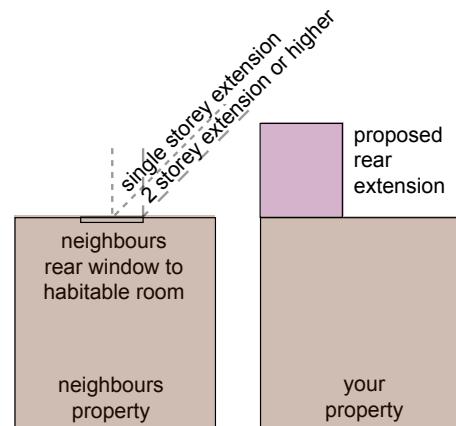 single storey extension
2 storey extension or higher
proposed
rear
extension
neighbours
rear window to
habitable room
neighbours
property
your
property